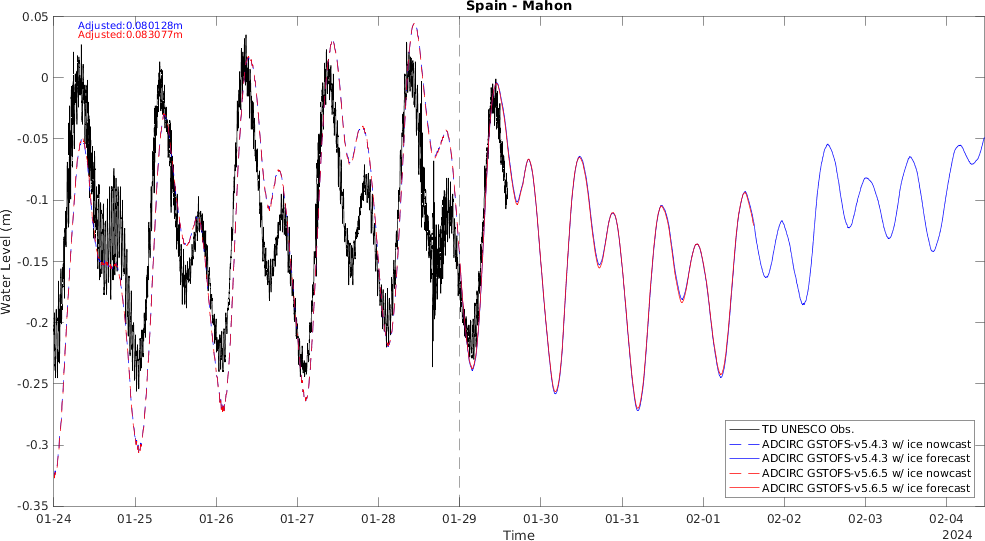 Spain - Mahon
Adjusted:0.080128m
Adjusted:0.083077m
0.05
0
-0.05
-0.1
-0.15
-0.2
-0.25
-0.3
-0.35
Water Level (m)
TD UNESCO Obs.
ADCIRC GSTOFS-v5.4.3 w/ ice nowcast
ADCIRC GSTOFS-v5.4.3 w/ ice forecast
ADCIRC GSTOFS-v5.6.5 w/ ice nowcast
ADCIRC GSTOFS-v5.6.5 w/ ice forecast
01-24 01-25 01-26 01-27 01-28 01-29 01-30 01-31 02-01 02-02 02-03 02-04
Time
2024